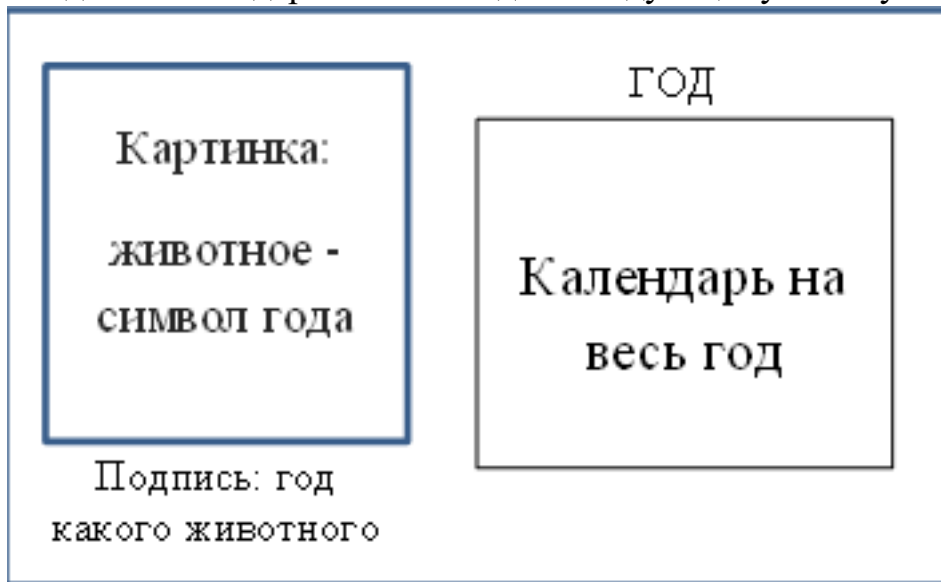 Картинка:
животное -
символ года
Подпись: год
какого животного
ГОД
Календарь на
весь год